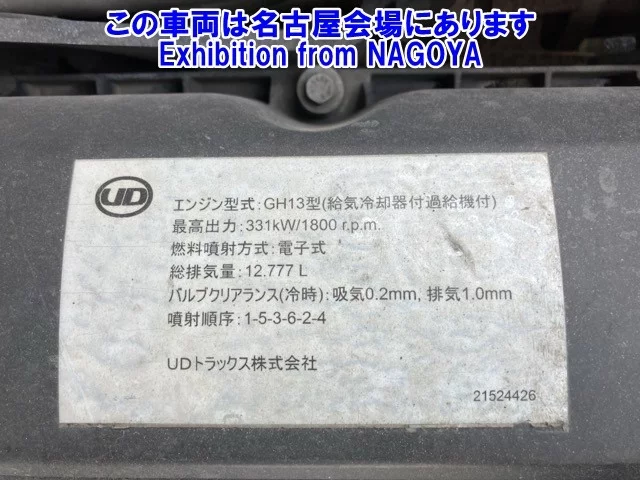 この車両は名古屋会場にあります
Exhibition from NAGOYA
UD
エンジン型式：GH13型(給気冷却器付過給機付)
最高出力：331kW/1800 r.p.m.
燃料噴射方式：電子式
総排気量：12.777 L
バルブクリアランス(冷時)：吸気0.2mm, 排気1.0mm
噴射順序：1-5-3-6-2-4
UDトラックス株式会社
21524426